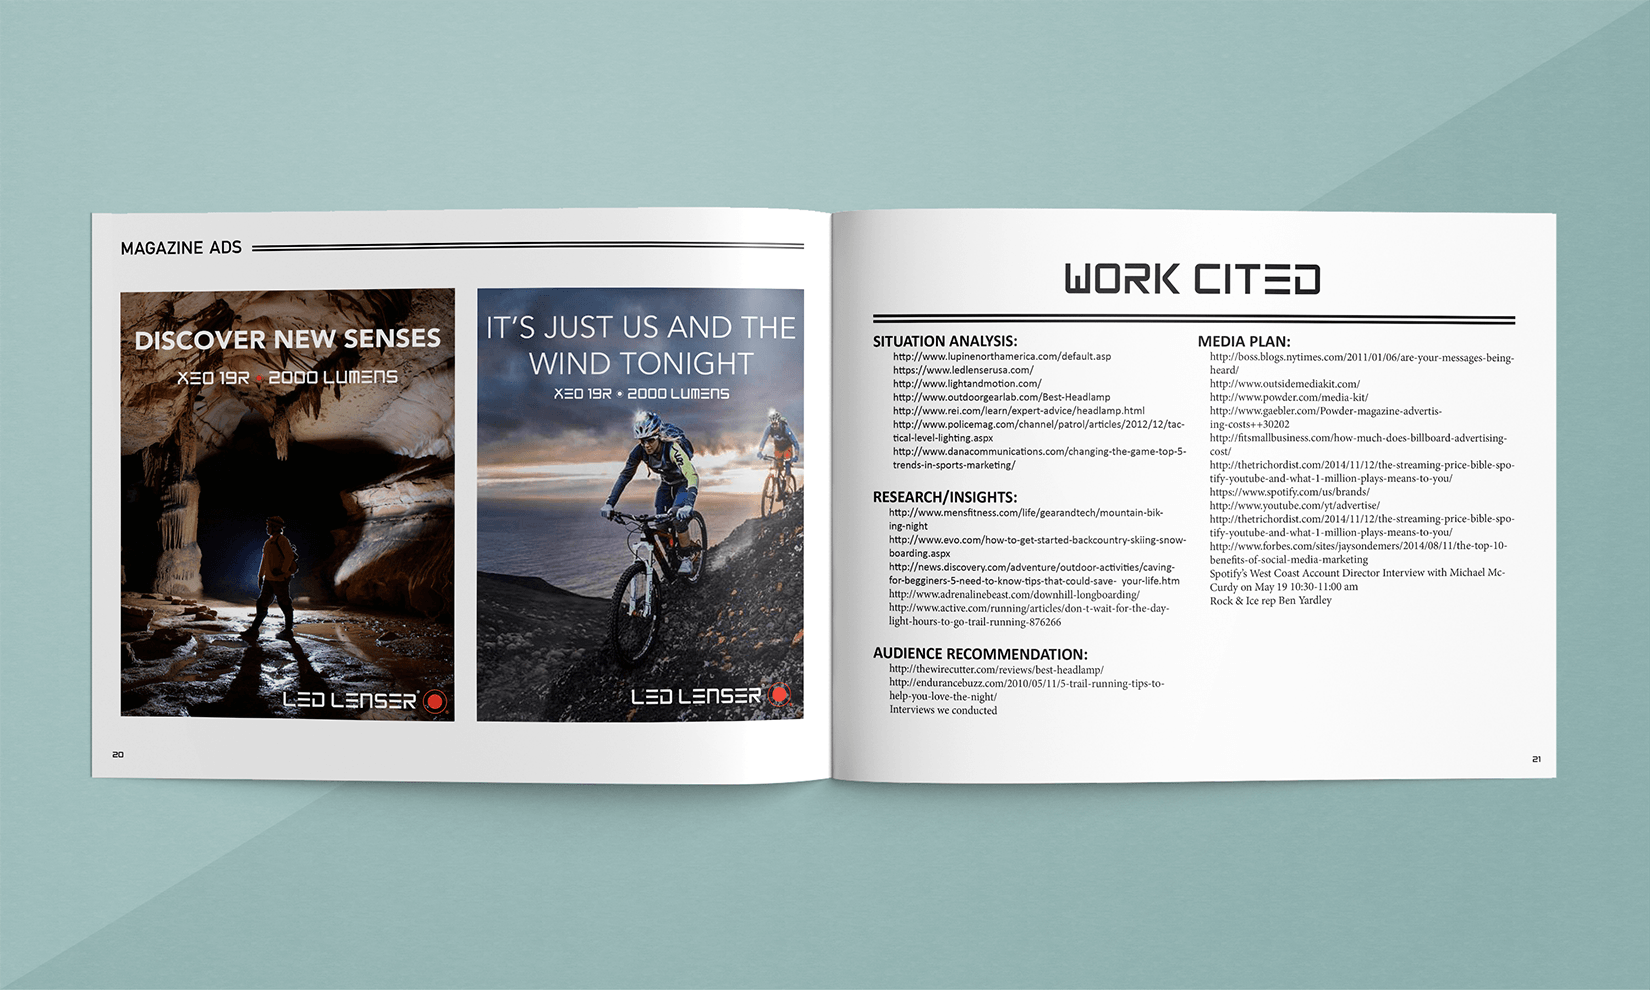 MAGAZINE ADS
DISCOVER NEW SENSES
XEO 19R • 2000 LUMENS
LED LENSER®
IT'S JUST US AND THE
WIND TONIGHT
XEO 19R • 2000 LUMENS
LED LENSER
20
WORK CITED
SITUATION ANALYSIS:
http://www.lupinenorthamerica.com/default.asp
https://www.ledlenserusa.com/
http://www.lightandmotion.com/
http://www.outdoorgearlab.com/Best-Headlamp
http://www.rei.com/learn/expert-advice/headlamp.html
http://www.policemag.com/channel/patrol/articles/2012/12/tac-
tical-level-lighting.aspx
http://www.danacommunications.com/changing-the-game-top-5-
trends-in-sports-marketing/
RESEARCH/INSIGHTS:
http://www.mensfitness.com/life/gearandtech/mountain-bik-
ing-night
http://www.evo.com/how-to-get-started-backcountry-skiing-snow-
boarding.aspx
http://news.discovery.com/adventure/outdoor-activities/caving-
for-begginers-5-need-to-know-tips-that-could-save- your-life.htm
http://www.adrenalinebeast.com/downhill-longboarding/
http://www.active.com/running/articles/don-t-wait-for-the-day-
light-hours-to-go-trail-running-876266
AUDIENCE RECOMMENDATION:
http://thewirecutter.com/reviews/best-headlamp/
http://endurancebuzz.com/2010/05/11/5-trail-running-tips-to-
help-you-love-the-night/
Interviews we conducted
MEDIA PLAN:
http://boss.blogs.nytimes.com/2011/01/06/are-your-messages-being-
heard/
http://www.outsidemediakit.com/
http://www.powder.com/media-kit/
http://www.gaebler.com/Powder-magazine-advertis-
ing-costs++30202
http://fitsmallbusiness.com/how-much-does-billboard-advertising-
cost/
http://thetrichordist.com/2014/11/12/the-streaming-price-bible-spo-
tify-youtube-and-what-1-million-plays-means-to-you/
https://www.spotify.com/us/brands/
http://www.youtube.com/yt/advertise/
http://thetrichordist.com/2014/11/12/the-streaming-price-bible-spo-
tify-youtube-and-what-1-million-plays-means-to-you/
http://www.forbes.com/sites/jaysondemers/2014/08/11/the-top-10-
benefits-of-social-media-marketing
Spotify's West Coast Account Director Interview with Michael Mc-
Curdy on May 19 10:30-11:00 am
Rock & Ice rep Ben Yardley
21